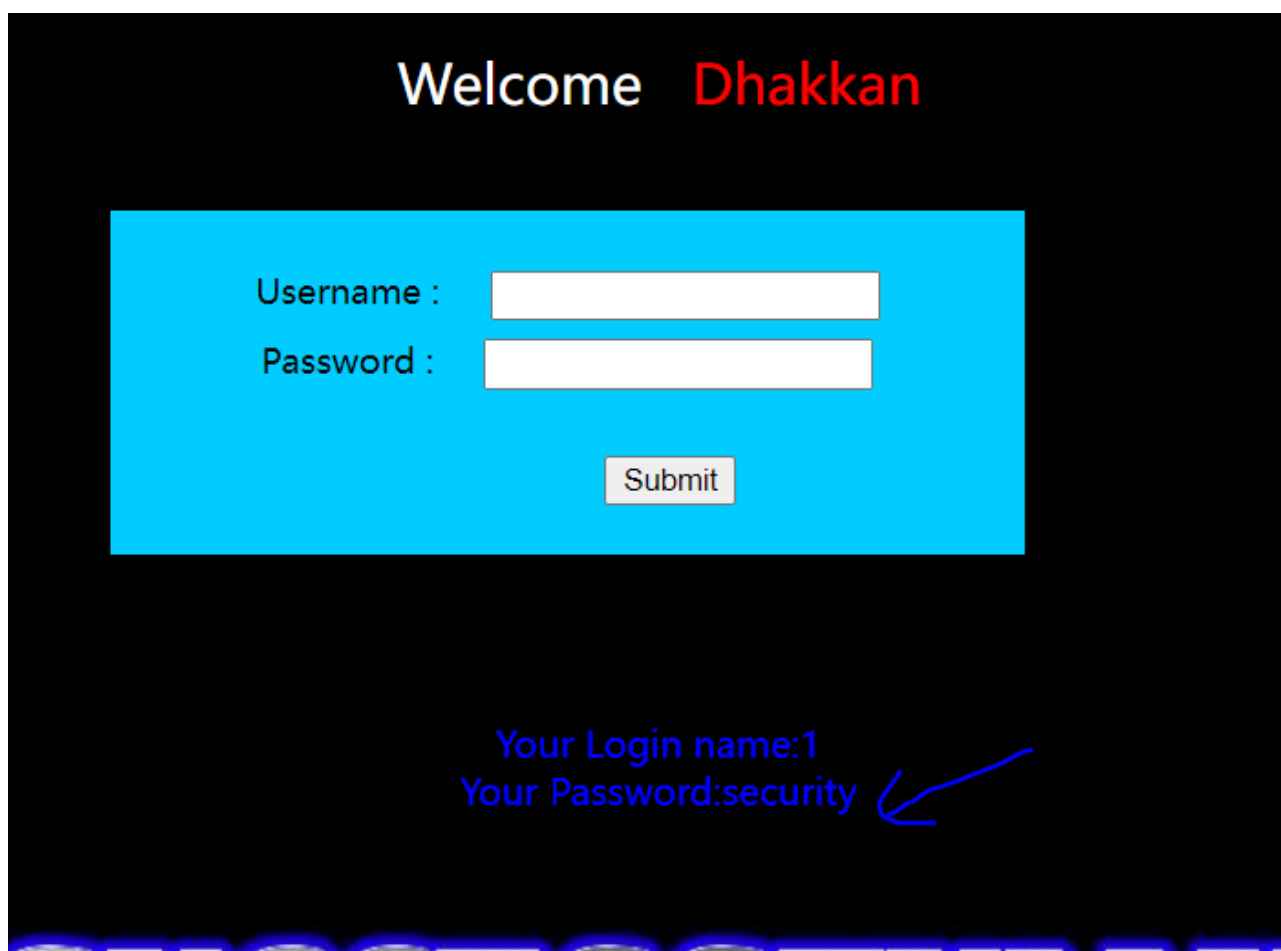 Welcome Dhakkan
Username :
Password :
Submit
Your Login name:1
Your Password:security